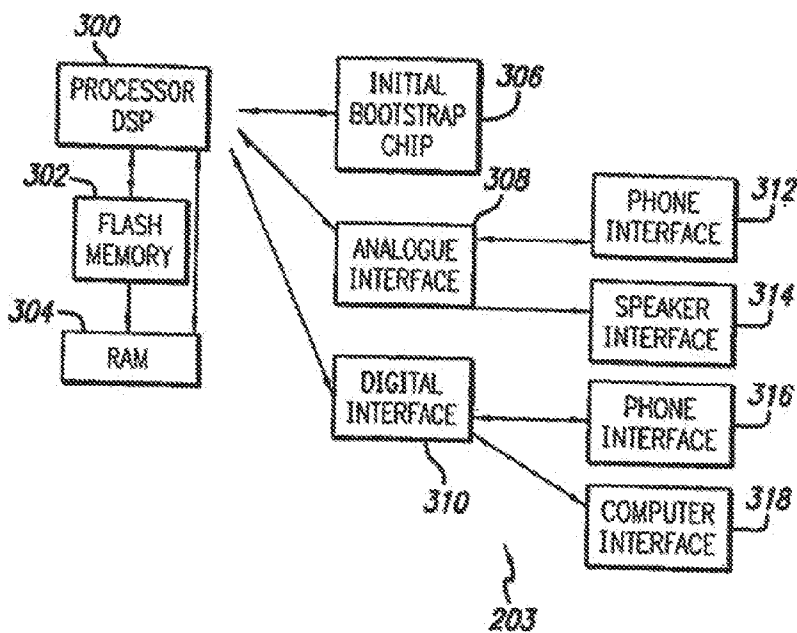 300
PROCESSOR
DSP
302
FLASH
MEMORY
304
RAM
INITIAL
BOOTSTRAP
CHIP
306
308
ANALOGUE
INTERFACE
DIGITAL
INTERFACE
310
PHONE
INTERFACE
312
SPEAKER
INTERFACE
314
PHONE
INTERFACE
316
COMPUTER
INTERFACE
318
203